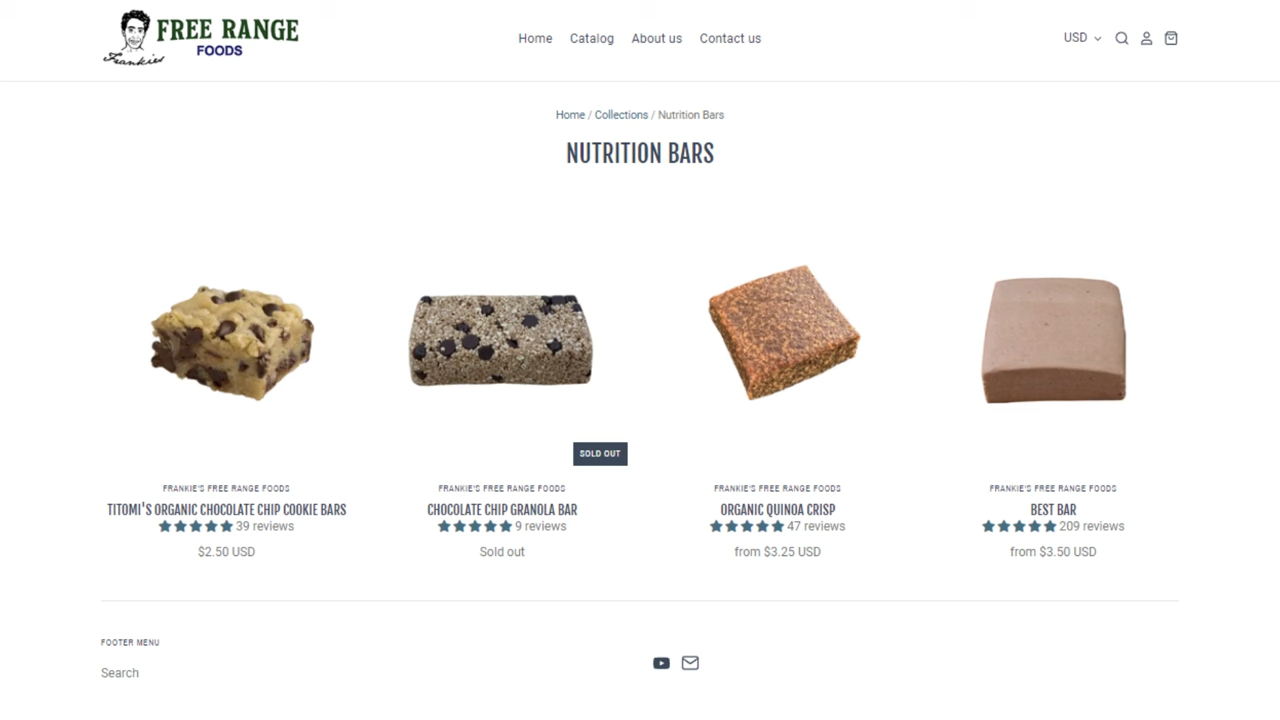 FREE RANGE
FOODS
Frankies
Home Catalog About us Contact us
USD
Home / Collections / Nutrition Bars
NUTRITION BARS
SOLD OUT
FRANKIE'S FREE RANGE FOODS
TITOMI'S ORGANIC CHOCOLATE CHIP COOKIE BARS
39 reviews
$2.50 USD
FRANKIE'S FREE RANGE FOODS
CHOCOLATE CHIP GRANOLA BAR
9 reviews
Sold out
FRANKIE'S FREE RANGE FOODS
ORGANIC QUINOA CRISP
47 reviews
from $3.25 USD
FRANKIE'S FREE RANGE FOODS
BEST BAR
209 reviews
from $3.50 USD
FOOTER MENU
Search